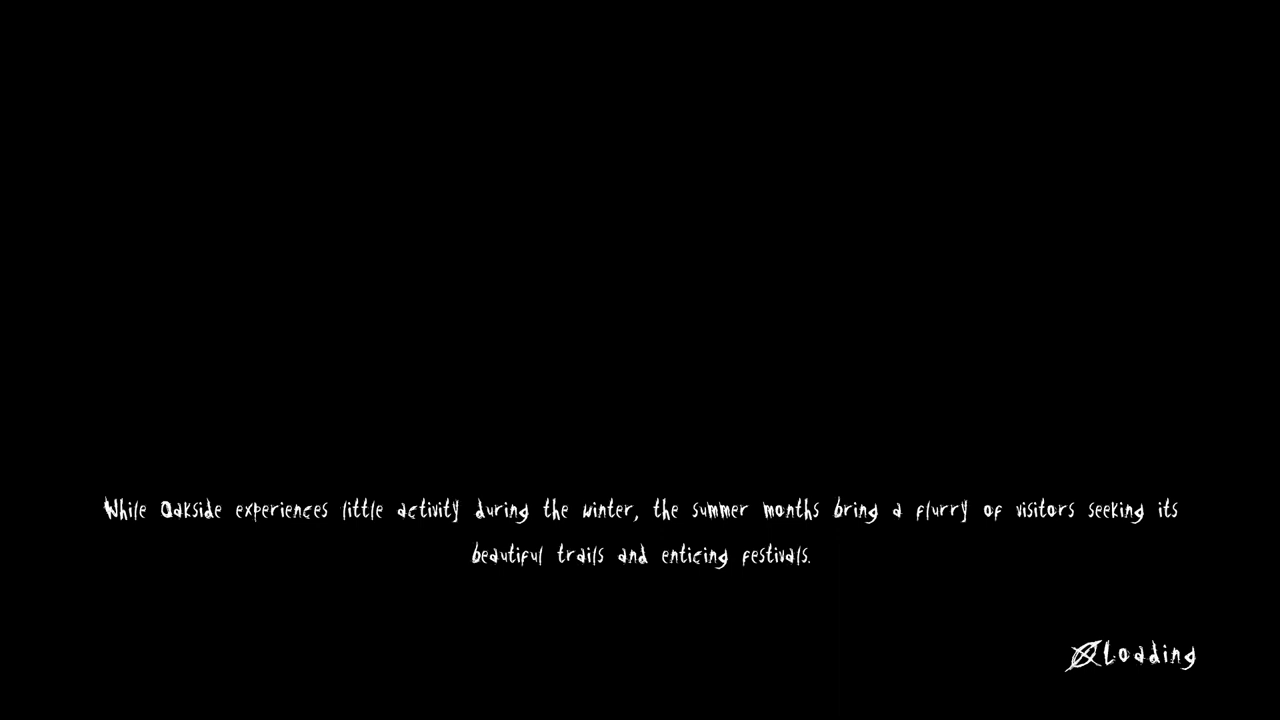 While Oakside experiences little activity during the winter, the summer months bring a flurry of visitors seeking its
beautiful trails and enticing festivals.
Loading